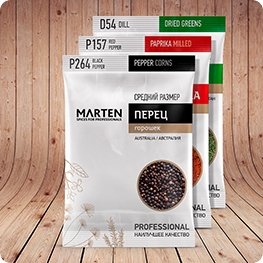 D54 DILL DRIED GREENS
P157 RED PEPPER PAPRIKA MILLED
P264 BLACK PEPPER PEPPER CORNS
MARTEN
SPICES FOR PROFESSIONALS
СРЕДНИЙ РАЗМЕР
ПЕРЕЦ
горошек
AUSTRALIA / АВСТРАЛИЯ
PROFESSIONAL
НАИЛУЧШЕЕ КАЧЕСТВО